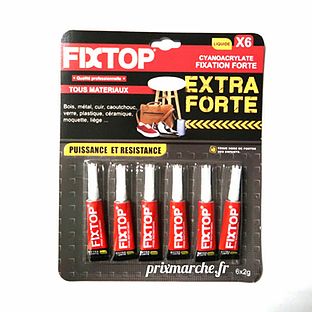 LIQUIDE
X6
CYANOACRYLATE
FIXATION FORTE
FIXTOP
• Qualité professionnelle •
TOUS MATERIAUX
Bois, métal, cuir, caoutchouc,
verre, plastique, céramique,
moquette, liège ...
EXTRA
FORTE
PUISSANCE ET RESISTANCE
FIXTOP
FIXTOP
FIXTOP
FIXTOP
FIXTOP
FIXTOP
prixmarche.fr
6x2g